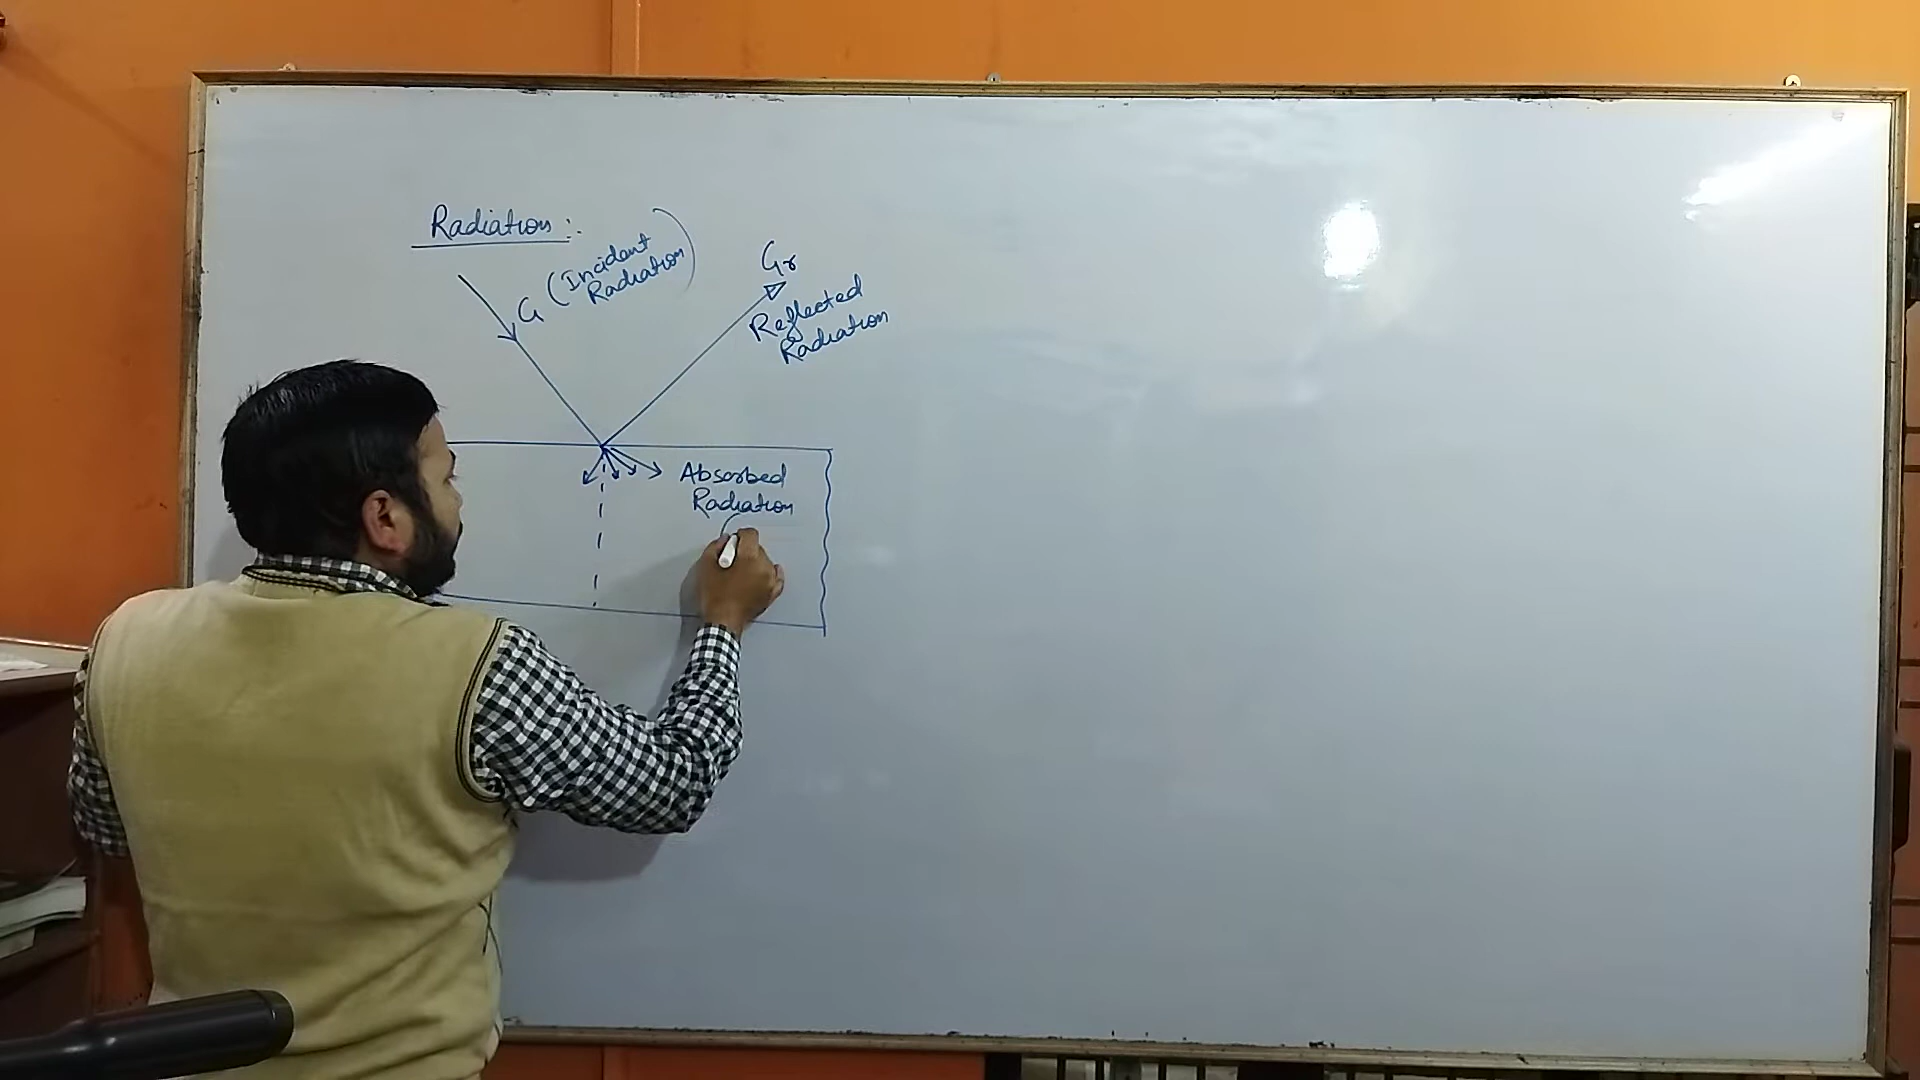 Radiation :-
G (Incident
Radiation)
Gr
Reflected
Radiation
Absorbed
Radiation
(